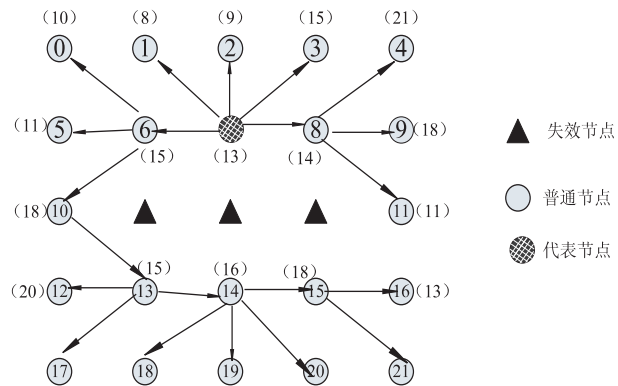 (10) (8) (9) (15) (21)
0 1 2 3 4
(11) 5 6 8 9 (18)
(15) (13) (14)
失效节点
(18) 10 11 (11)
普通节点
代表节点
(15) (16) (18)
(20) 12 13 14 15 16 (13)
17 18 19 20 21